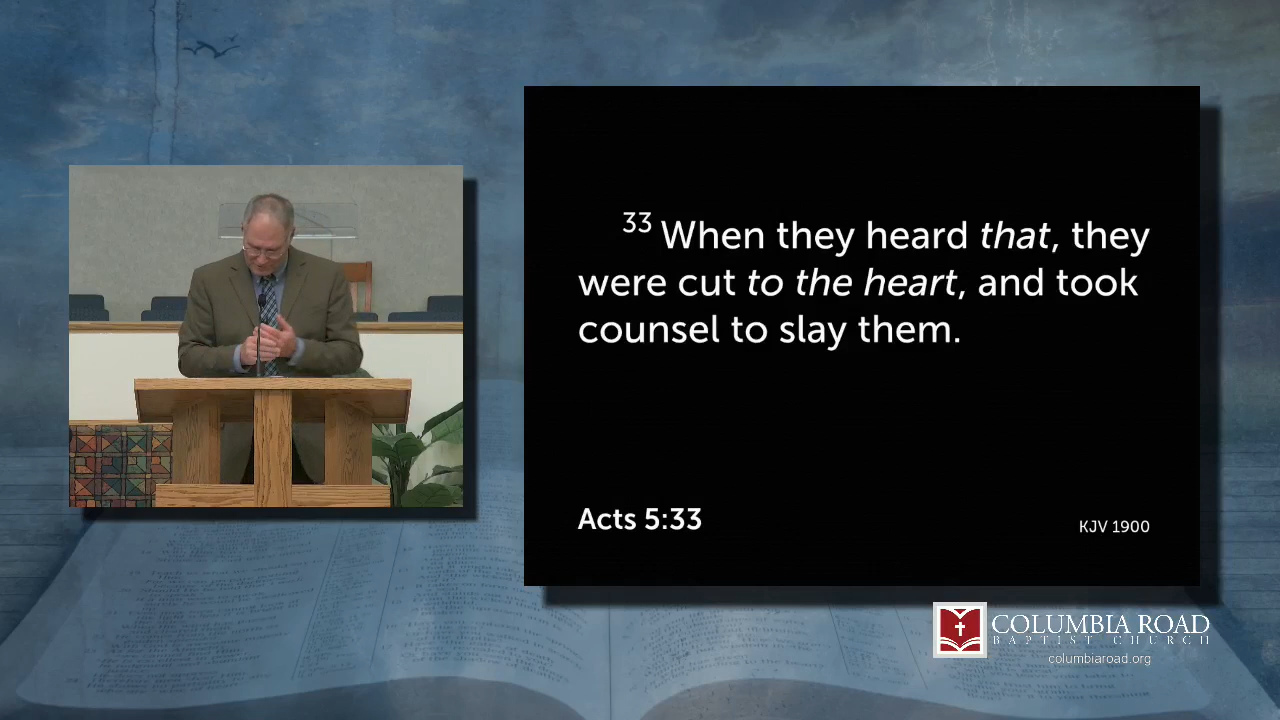 33 When they heard that, they
were cut to the heart, and took
counsel to slay them.
Acts 5:33
KJV 1900
COLUMBIA ROAD
BAPTIST CHURCH
columbiaroad.org